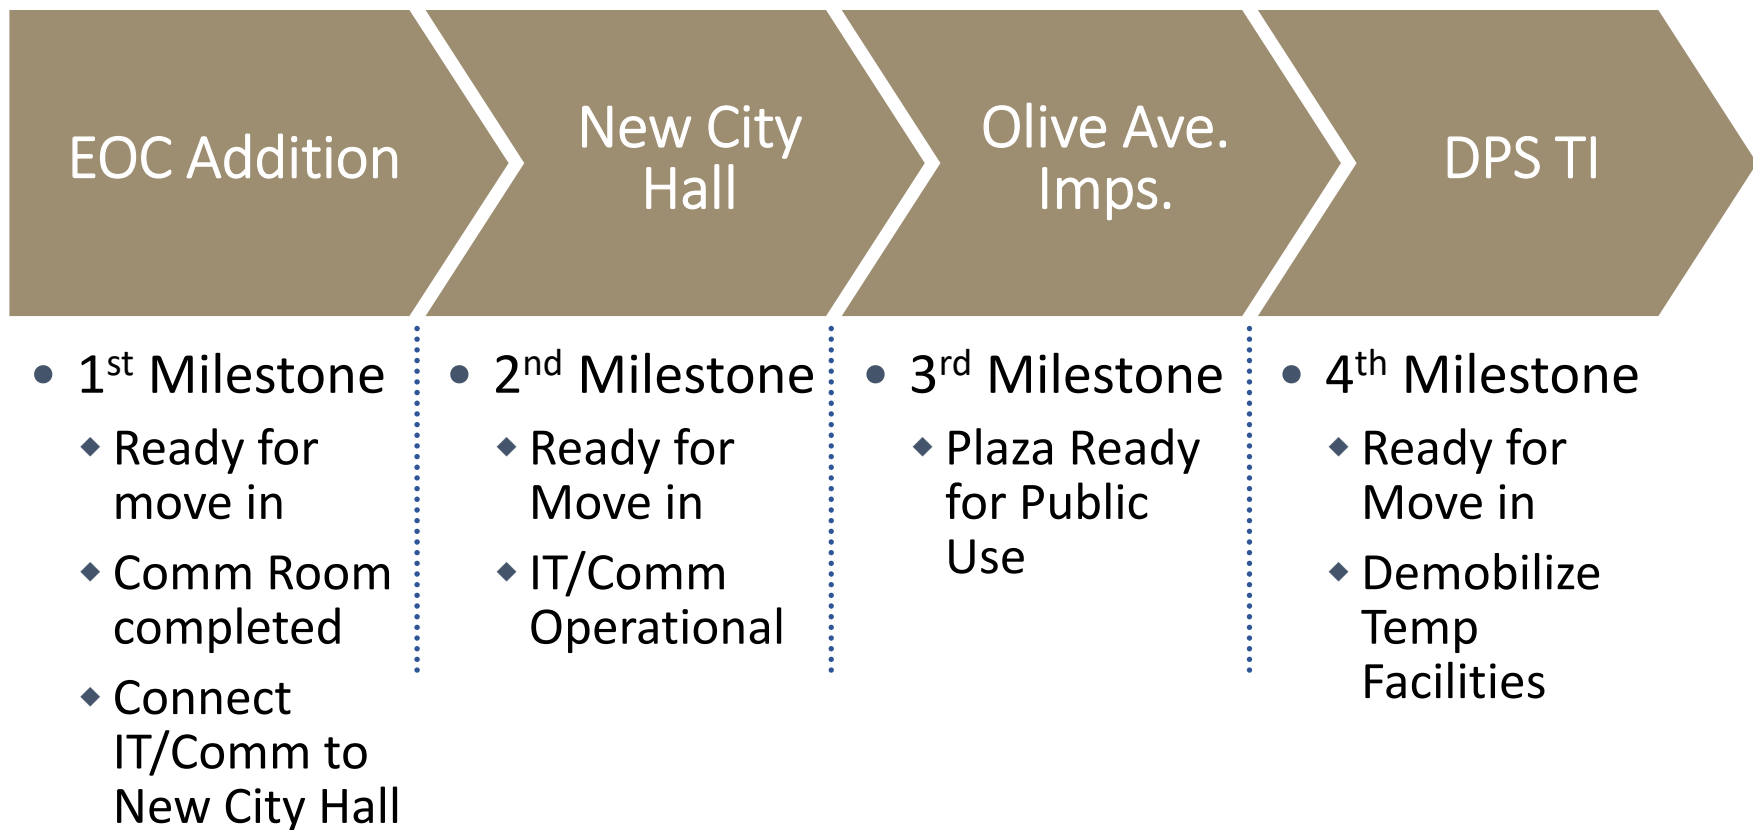 EOC Addition
New City
Hall
Olive Ave.
Imps.
DPS TI
• 1st Milestone
◆ Ready for
move in
◆ Comm Room
completed
◆ Connect
IT/Comm to
New City Hall
• 2nd Milestone
◆ Ready for
Move in
◆ IT/Comm
Operational
• 3rd Milestone
◆ Plaza Ready
for Public
Use
• 4th Milestone
◆ Ready for
Move in
◆ Demobilize
Temp
Facilities